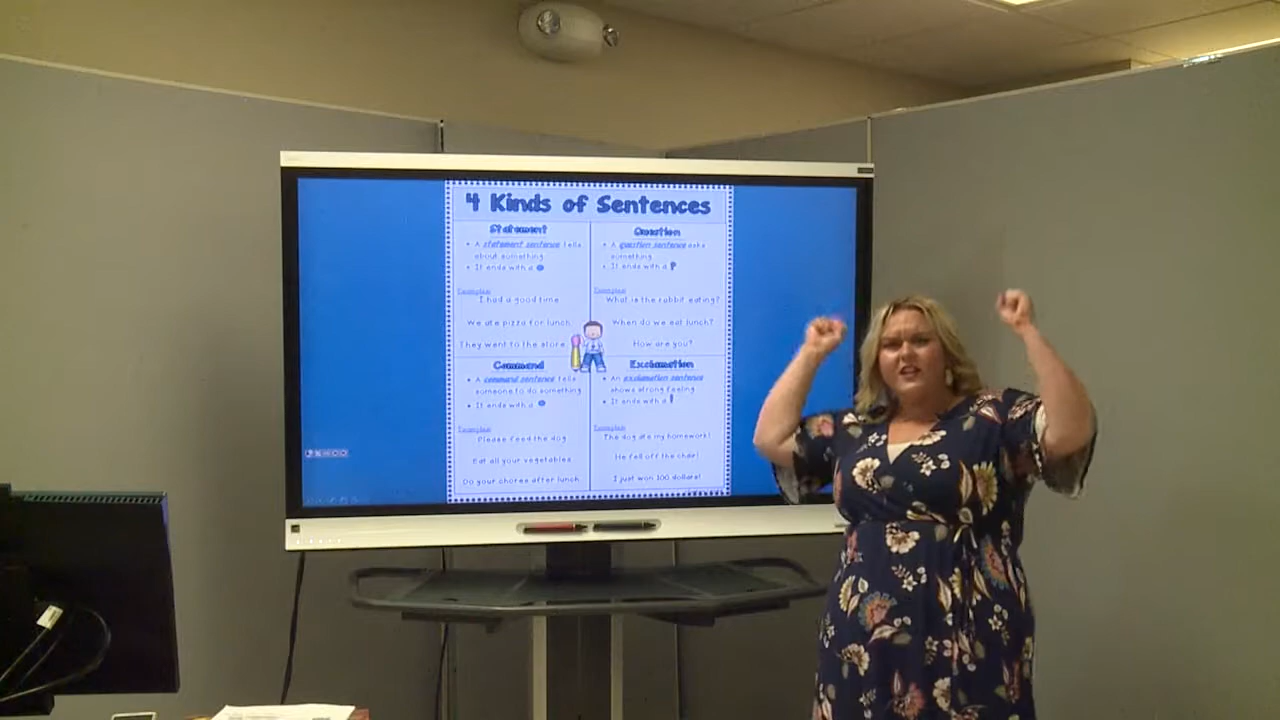 4 Kinds of Sentences
Statement
• A statement sentence tells
about something.
• It ends with a
Examples:
I had a good time.
We ate pizza for lunch.
They went to the store.
Question
• A question sentence asks
something.
• It ends with a ?
Examples:
What is the rabbit eating?
When do we eat lunch?
How are you?
Command
• A command sentence tells
someone to do something.
• It ends with a
Examples:
Please feed the dog.
Eat all your vegetables.
Do your chores after lunch.
Exclamation
• An exclamation sentence
shows strong feeling.
• It ends with a !
Examples:
The dog ate my homework!
He fell off the chair!
I just won 100 dollars!